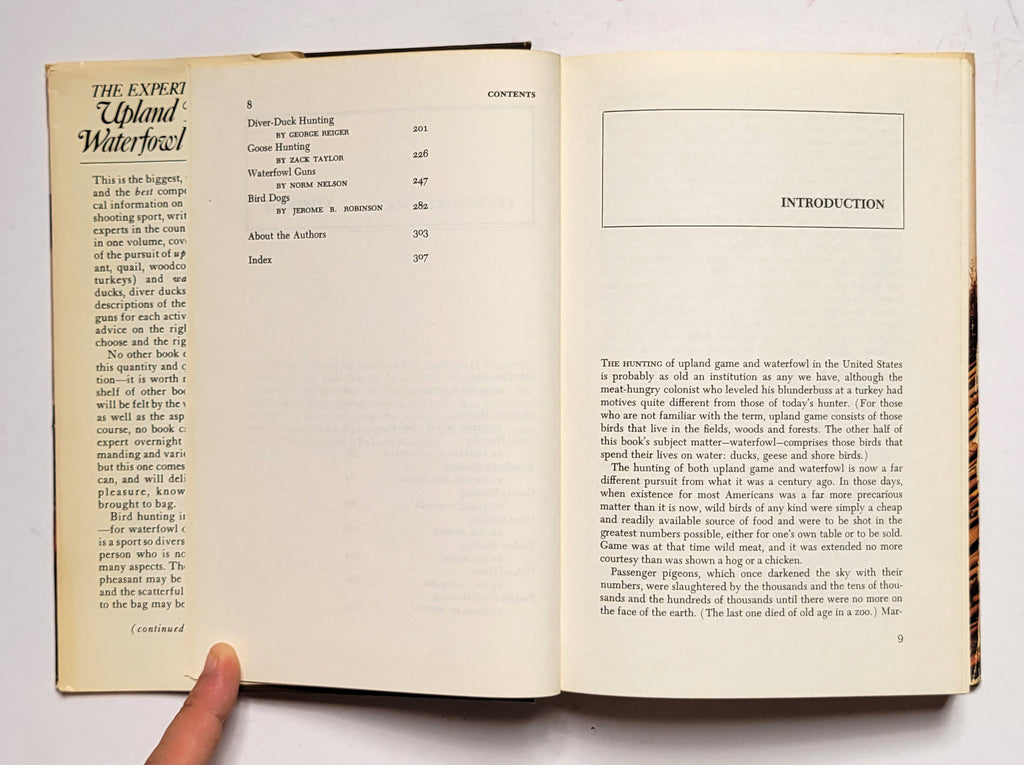 THE EXPERT
Upland
Waterfowl
This is the biggest,
and the best
cal information on
shooting sport, writ
experts in the coun
in one volume, cov
of the pursuit of up
ant, quail, woodco
turkeys) and wa
ducks, diver ducks
descriptions of the
guns for each activ
advice on the righ
choose and the rig
No other book
this quantity and
tion—it is worth
shelf of other boo
will be felt by the
as well as the asp
course, no book c
expert overnight
manding and vari
but this one comes
can, and will deli
pleasure, know
brought to bag.
Bird hunting in
—for waterfowl
is a sport so divers
person who is no
many aspects. Th
pheasant may be
and the scatterful
to the bag may be
(continued
8
CONTENTS
Diver-Duck Hunting
BY GEORGE REIGER 201
Goose Hunting
BY ZACK TAYLOR 226
Waterfowl Guns
BY NORM NELSON 247
Bird Dogs
BY JEROME B. ROBINSON 282
About the Authors 303
Index 307
INTRODUCTION
THE HUNTING of upland game and waterfowl in the United States
is probably as old an institution as any we have, although the
meat-hungry colonist who leveled his blunderbuss at a turkey had
motives quite different from those of today's hunter. (For those
who are not familiar with the term, upland game consists of those
birds that live in the fields, woods and forests. The other half of
this book's subject matter—waterfowl—comprises those birds that
spend their lives on water: ducks, geese and shore birds.)
The hunting of both upland game and waterfowl is now a far
different pursuit from what it was a century ago. In those days,
when existence for most Americans was a far more precarious
matter than it is now, wild birds of any kind were simply a cheap
and readily available source of food and were to be shot in the
greatest numbers possible, either for one's own table or to be sold.
Game was at that time wild meat, and it was extended no more
courtesy than was shown a hog or a chicken.
Passenger pigeons, which once darkened the sky with their
numbers, were slaughtered by the thousands and the tens of thou-
sands and the hundreds of thousands until there were no more on
the face of the earth. (The last one died of old age in a zoo.) Mar-
9